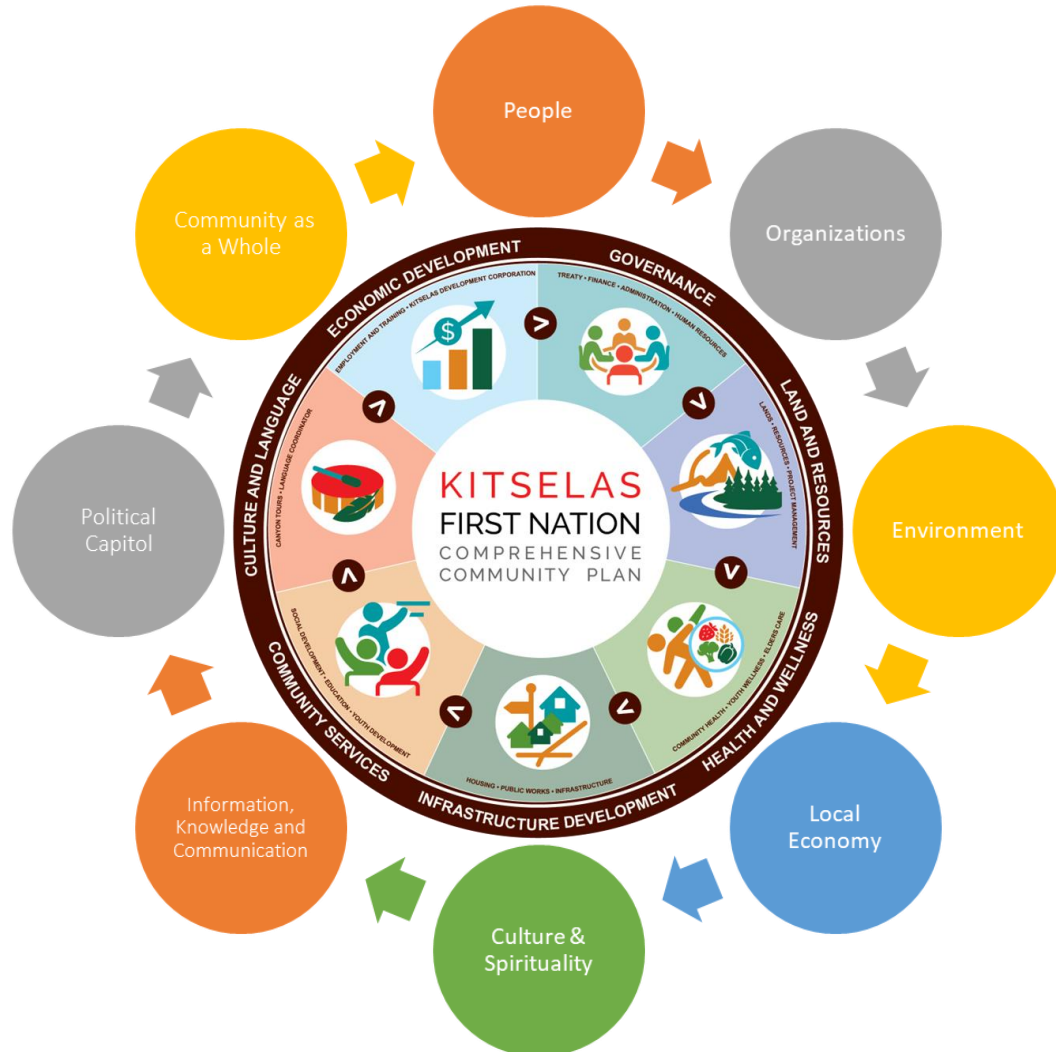 People
Organizations
Environment
Local
Economy
Culture &
Spirituality
Information,
Knowledge and
Communication
Political
Capitol
Community as
a Whole
ECONOMIC DEVELOPMENT
EMPLOYMENT AND TRAINING • KITSELAS DEVELOPMENT CORPORATION
$
GOVERNANCE
TREATY • FINANCE • ADMINISTRATION • HUMAN RESOURCES
LAND AND RESOURCES
LANDS • RESOURCES • PROJECT MANAGEMENT
HEALTH AND WELLNESS
COMMUNITY HEALTH • YOUTH WELLNESS • ELDERS CARE
INFRASTRUCTURE DEVELOPMENT
HOUSING • PUBLIC WORKS • INFRASTRUCTURE
COMMUNITY SERVICES
SOCIAL DEVELOPMENT • EDUCATION • YOUTH DEVELOPMENT
CULTURE AND LANGUAGE
CANYON TOURS • LANGUAGE COORDINATOR
KITSELAS
FIRST NATION
COMPREHENSIVE
COMMUNITY PLAN